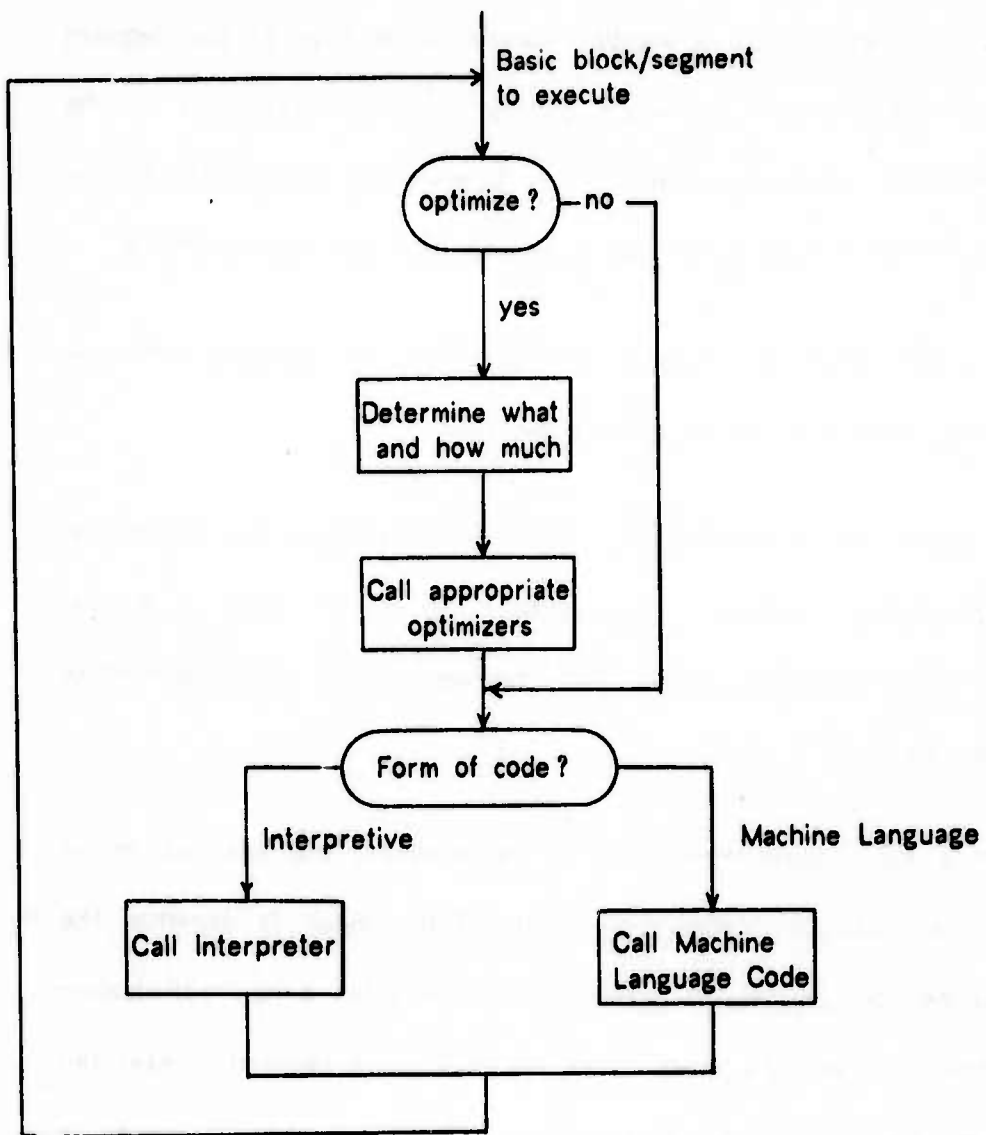 Basic block/segment
to execute
optimize?
no
yes
Determine what
and how much
Call appropriate
optimizers
Form of code?
Interpretive
Machine Language
Call Interpreter
Call Machine
Language Code